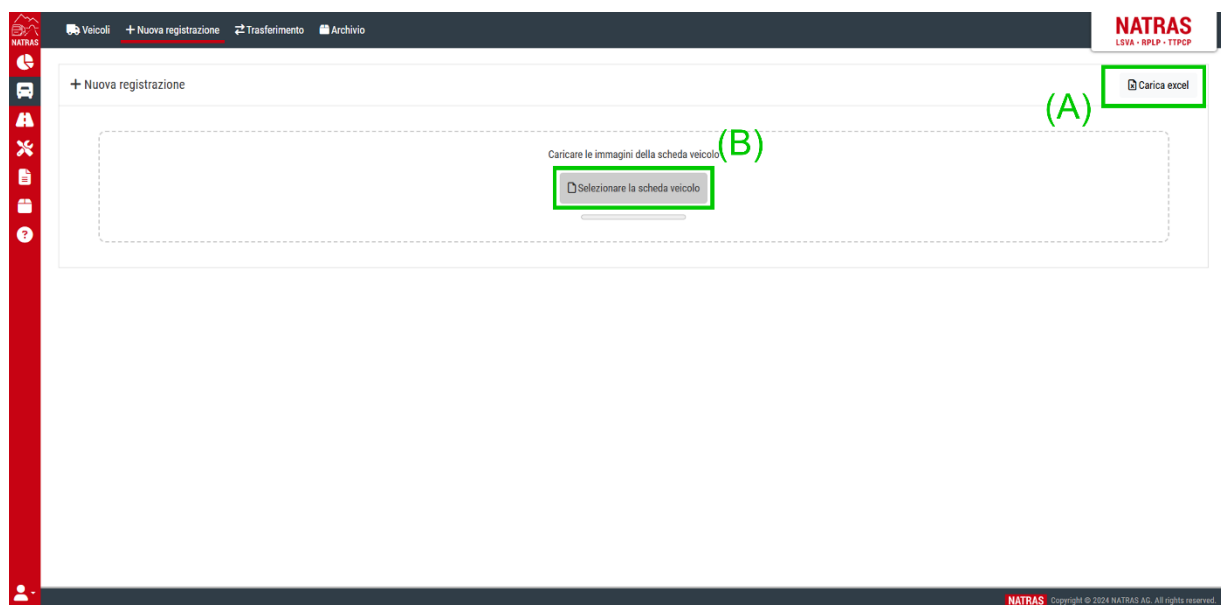 NATRAS
Veicoli
Nuova registrazione
Trasferimento
Archivio
NATRAS
LSVA - RPLP - TTPCP
Nuova registrazione
Carica excel
(A)
Caricare le immagini della scheda veicolo
(B)
Selezionare la scheda veicolo
NATRAS Copyright © 2024 NATRAS AG. All rights reserved.